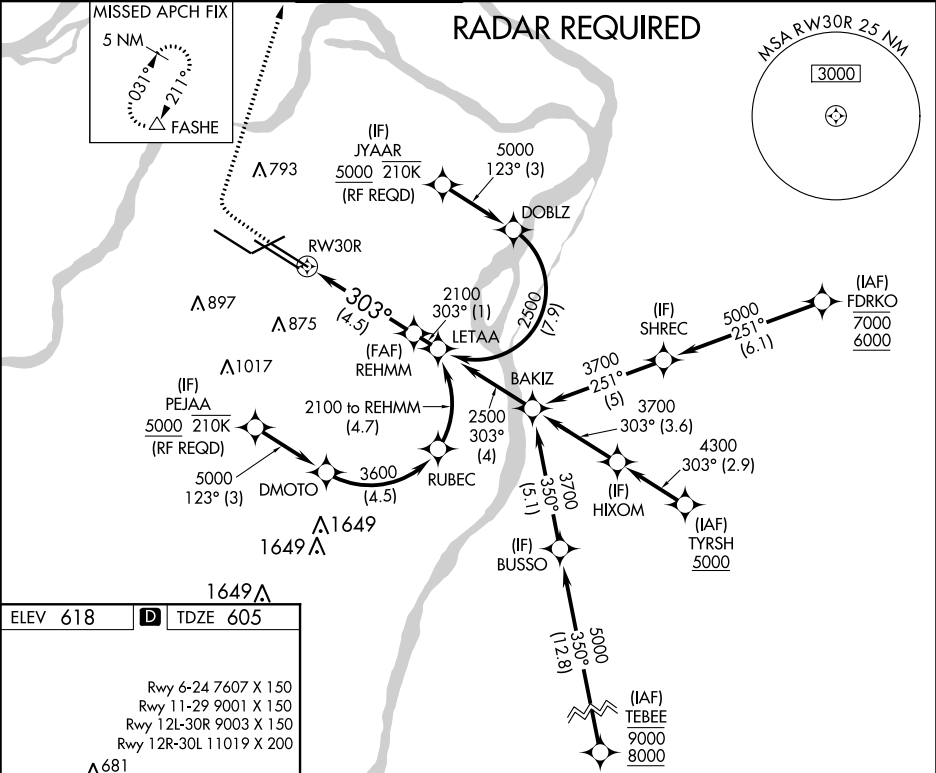 MISSED APCH FIX
5 NM
031°
211°
FASHE
RADAR REQUIRED
MSA RW30R 25 NM
3000
793
(IF)
JYAAR
5000 210K
(RF REQD)
5000
123° (3)
DOBLZ
RW30R
303°
(4.5)
2100
303° (1)
LETAA
2500
(7.9)
(FAF)
REHMM
897
875
1017
(IAF)
FDRKO
7000
6000
5000
251°
(6.1)
(IF)
SHREC
3700
251°
(5)
BAKIZ
2500
303°
(4)
3700
303° (3.6)
4300
303° (2.9)
(IF)
HIXOM
(IAF)
TYRSH
5000
(IF)
PEJAA
5000 210K
(RF REQD)
5000
123° (3)
DMOTO
3600
(4.5)
RUBEC
2100 to REHMM
(4.7)
3700
350°
(5.1)
(IF)
BUSSO
5000
350°
(12.8)
(IAF)
TEBEE
9000
8000
1649
1649
1649
ELEV 618 D TDZE 605
Rwy 6-24 7607 X 150
Rwy 11-29 9001 X 150
Rwy 12L-30R 9003 X 150
Rwy 12R-30L 11019 X 200
681